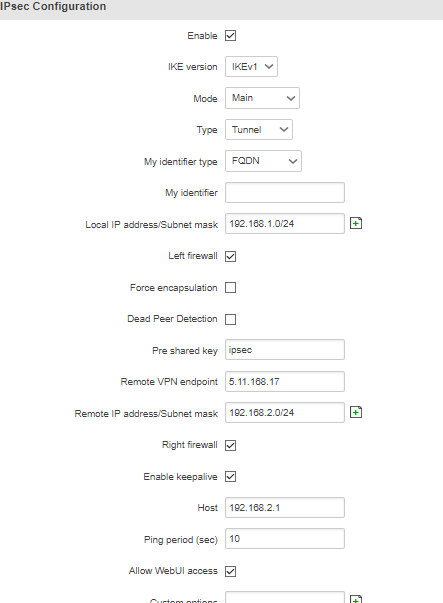 IPsec Configuration
Enable
IKE version IKEv1
Mode Main
Type Tunnel
My identifier type FQDN
My identifier
Local IP address/Subnet mask 192.168.1.0/24
Left firewall
Force encapsulation
Dead Peer Detection
Pre shared key ipsec
Remote VPN endpoint 5.11.168.17
Remote IP address/Subnet mask 192.168.2.0/24
Right firewall
Enable keepalive
Host 192.168.2.1
Ping period (sec) 10
Allow WebUI access
Custom options